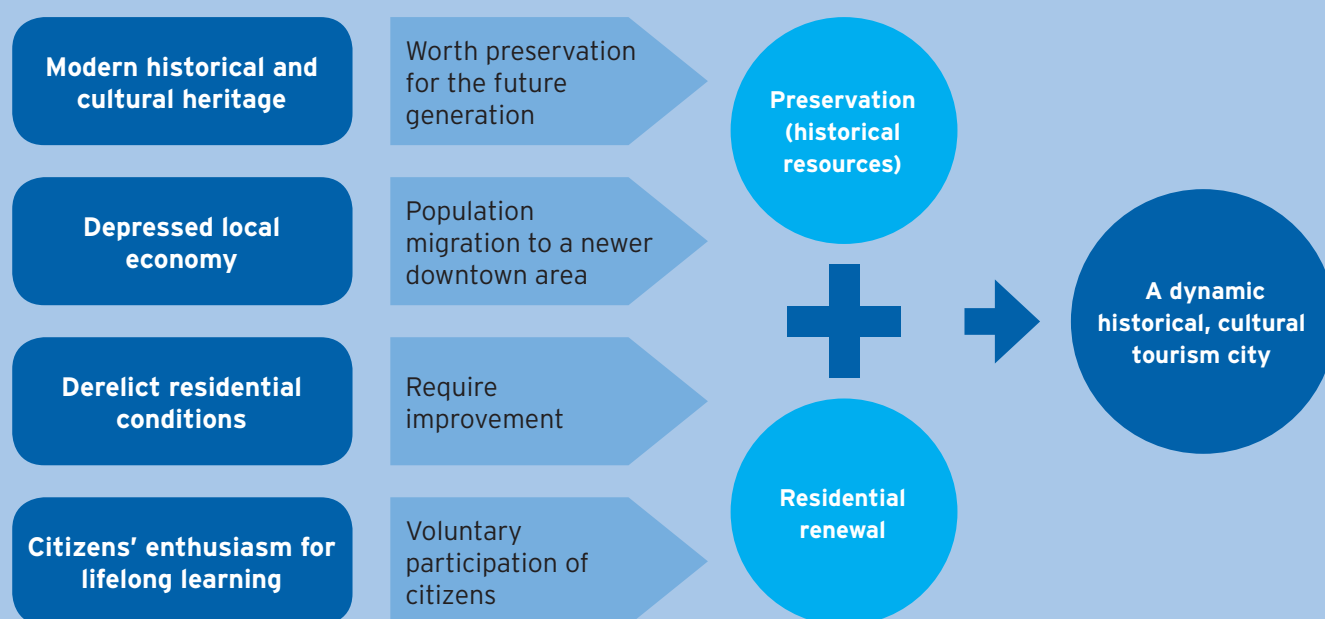 Modern historical and
cultural heritage
Worth preservation
for the future
generation
Depressed local
economy
Population
migration to a newer
downtown area
Derelict residential
conditions
Require
improvement
Citizens’ enthusiasm for
lifelong learning
Voluntary
participation of
citizens
Preservation
(historical
resources)
Residential
renewal
A dynamic
historical, cultural
tourism city